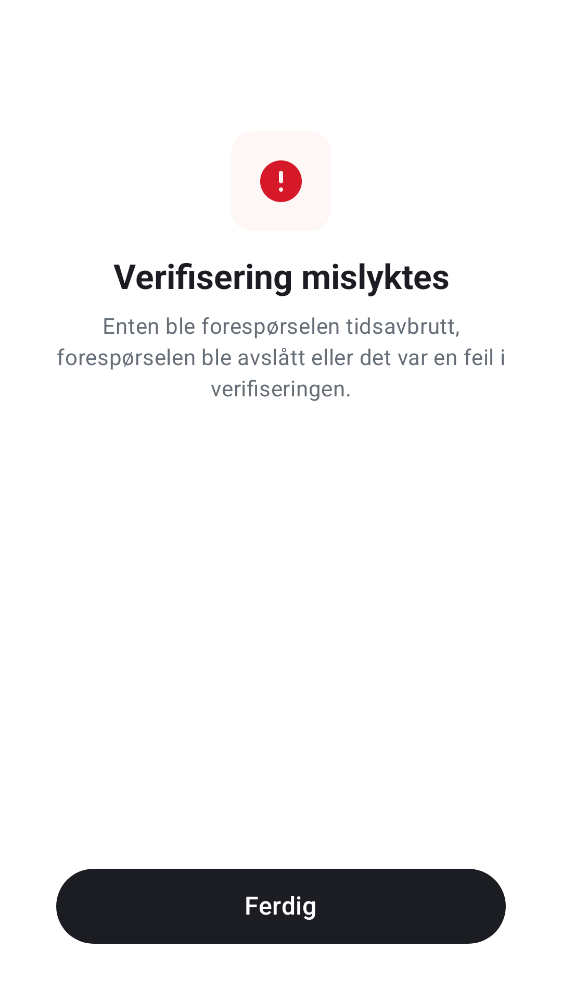 Verifisering mislyktes
Enten ble forespørselen tidsavbrutt,
forespørselen ble avslått eller det var en feil i
verifiseringen.
Ferdig